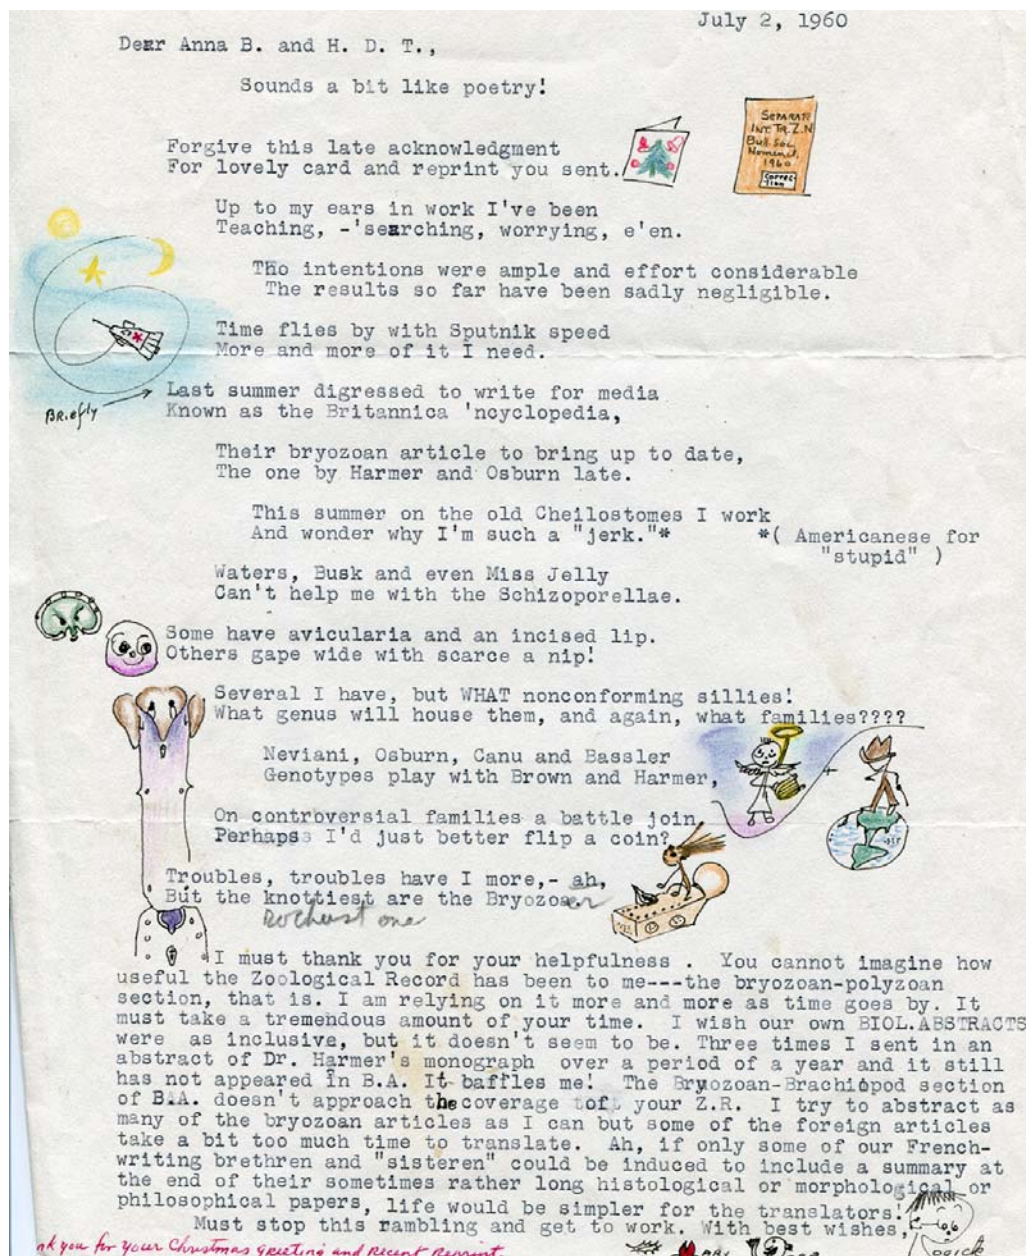 July 2, 1960
Dear Anna B. and H. D. T.,
Sounds a bit like poetry!
SEPARATE
INT. TR. Z.N
Bull. Soc.
Nomencl.
1960
CORREC-
TION
Forgive this late acknowledgment
For lovely card and reprint you sent.
Up to my ears in work I've been
Teaching, -'searching, worrying, e'en.
Tho intentions were ample and effort considerable
The results so far have been sadly negligible.
Time flies by with Sputnik speed
More and more of it I need.
BRIEFLY
Last summer digressed to write for media
Known as the Britannica 'ncyclopedia,
Their bryozoan article to bring up to date,
The one by Harmer and Osburn late.
This summer on the old Cheilostomes I work
And wonder why I'm such a "jerk."* *( Americanese for
"stupid" )
Waters, Busk and even Miss Jelly
Can't help me with the Schizoporellae.
Some have avicularia and an incised lip.
Others gape wide with scarce a nip!
Several I have, but WHAT nonconforming sillies!
What genus will house them, and again, what families????
Neviani, Osburn, Canu and Bassler
Genotypes play with Brown and Harmer,
On controversial families a battle join
Perhaps I'd just better flip a coin?
Troubles, troubles have I more,- ah,
But the knottiest are the Bryozoer
I must thank you for your helpfulness . You cannot imagine how
useful the Zoological Record has been to me---the bryozoan-polyzoan
section, that is. I am relying on it more and more as time goes by. It
must take a tremendous amount of your time. I wish our own BIOL.ABSTRACTS
were as inclusive, but it doesn't seem to be. Three times I sent in an
abstract of Dr. Harmer's monograph over a period of a year and it still
has not appeared in B.A. It baffles me! The Bryozoan-Brachiopod section
of B.A. doesn't approach the coverage of your Z.R. I try to abstract as
many of the bryozoan articles as I can but some of the foreign articles
take a bit too much time to translate. Ah, if only some of our French-
writing brethren and "sisteren" could be induced to include a summary at
the end of their sometimes rather long histological or morphological or
philosophical papers, life would be simpler for the translators!
Must stop this rambling and get to work. With best wishes,
you for your Christmas greeting and recent reprint